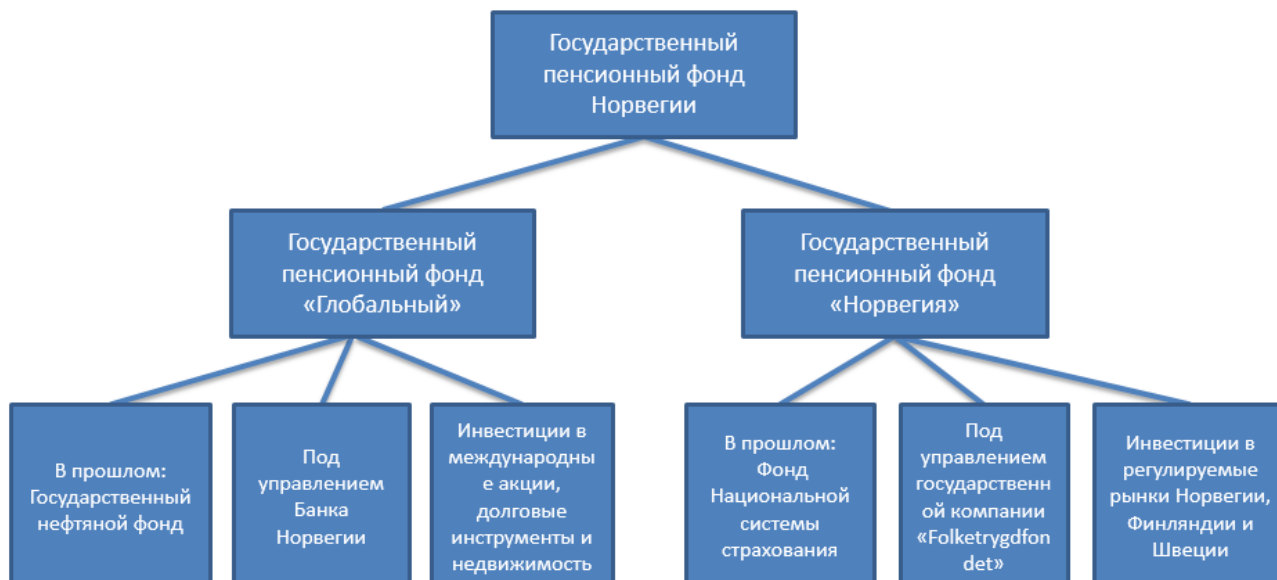 Государственный
пенсионный фонд
Норвегии
Государственный
пенсионный фонд
«Глобальный»
Государственный
пенсионный фонд
«Норвегия»
В прошлом:
Государственный
нефтяной фонд
Под
управлением
Банка
Норвегии
Инвестиции в
международны
е акции,
долговые
инструменты и
недвижимость
В прошлом:
Фонд
Национальной
системы
страхования
Под
управлением
государственн
ой компании
«Folketrygdfon
det»
Инвестиции в
регулируемые
рынки Норвегии,
Финляндии и
Швеции